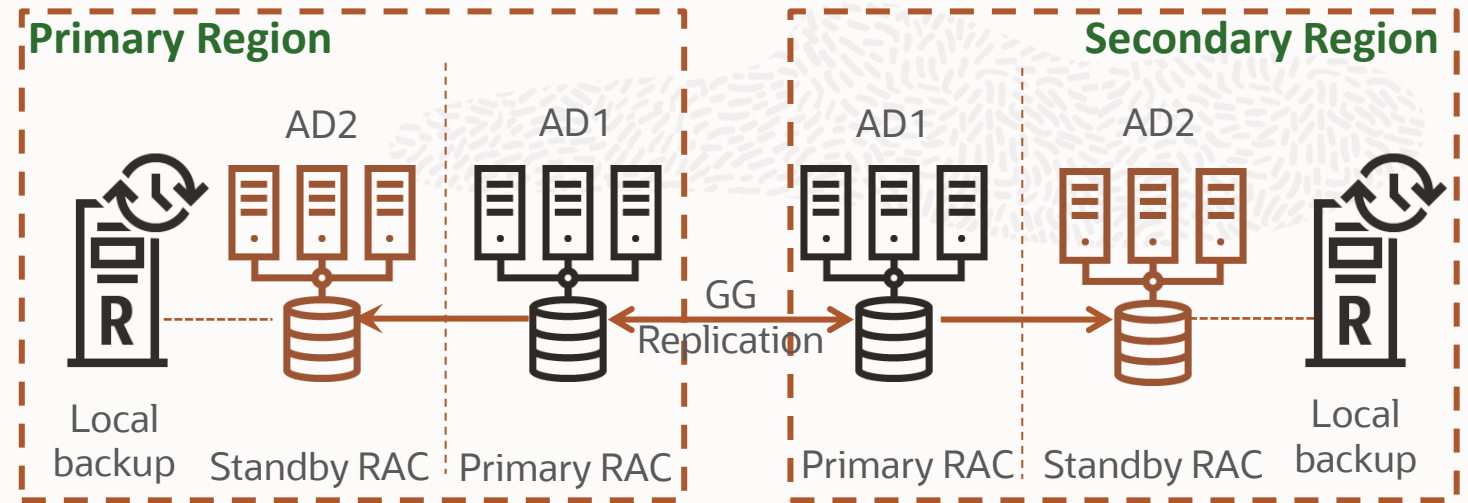 Primary Region
Secondary Region
AD2
AD1
AD1
AD2
GG
Replication
R
R
Local
backup
Standby RAC
Primary RAC
Primary RAC
Standby RAC
Local
backup